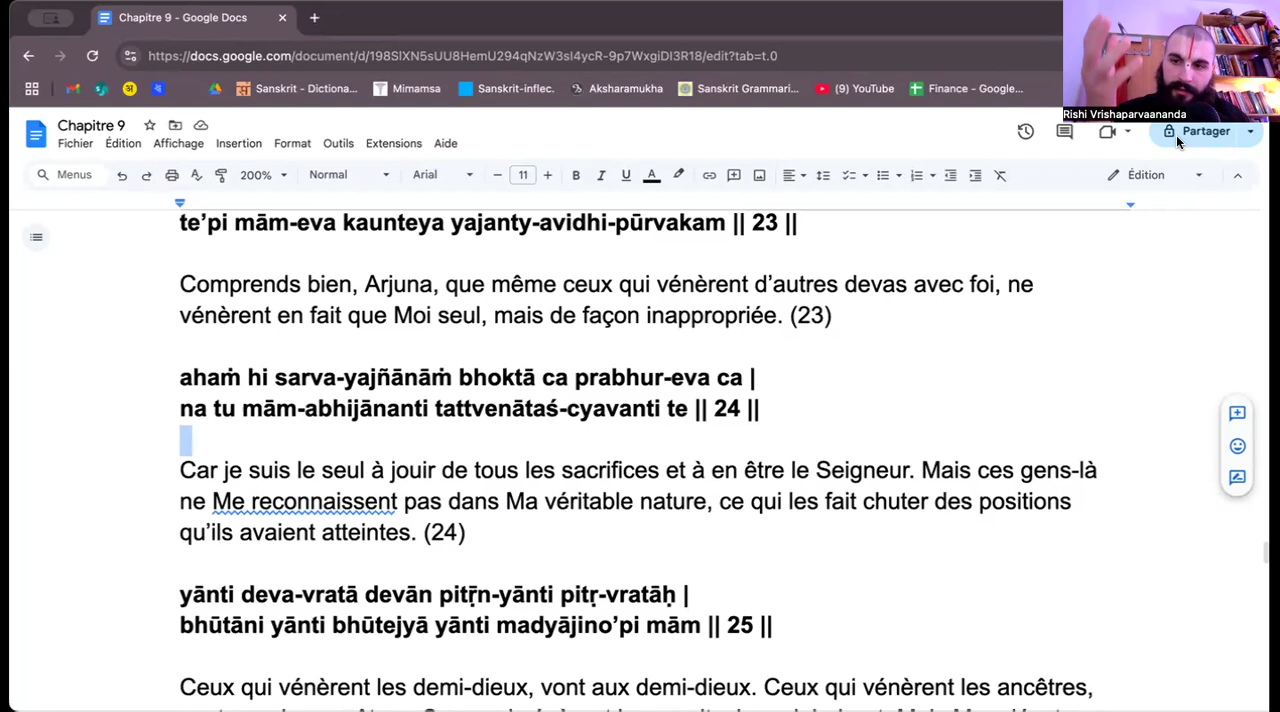 Chapitre 9 - Google Docs
https://docs.google.com/document/d/198SlXN5sUU8HemU294qNzW3sl4ycR-9p7WxgiDI3R18/edit?tab=t.0
Sanskrit - Dictiona... Mimamsa Sanskrit-inflec. Aksharamukha Sanskrit Grammari... (9) YouTube Finance – Google...
Rishi Vrishaparvaananda
Chapitre 9
Partager
Fichier Édition Affichage Insertion Format Outils Extensions Aide
Menus 200% Normal Arial 11 Édition
te’pi mām-eva kaunteya yajanty-avidhi-pūrvakam || 23 ||
Comprends bien, Arjuna, que même ceux qui vénèrent d’autres devas avec foi, ne
vénèrent en fait que Moi seul, mais de façon inappropriée. (23)
ahaṁ hi sarva-yajñānāṁ bhoktā ca prabhur-eva ca |
na tu mām-abhijānanti tattvenātaś-cyavanti te || 24 ||
Car je suis le seul à jouir de tous les sacrifices et à en être le Seigneur. Mais ces gens-là
ne Me reconnaissent pas dans Ma véritable nature, ce qui les fait chuter des positions
qu’ils avaient atteintes. (24)
yānti deva-vratā devān pitṝn-yānti pitṛ-vratāḥ |
bhūtāni yānti bhūtejyā yānti madyājino’pi mām || 25 ||
Ceux qui vénèrent les demi-dieux, vont aux demi-dieux. Ceux qui vénèrent les ancêtres,